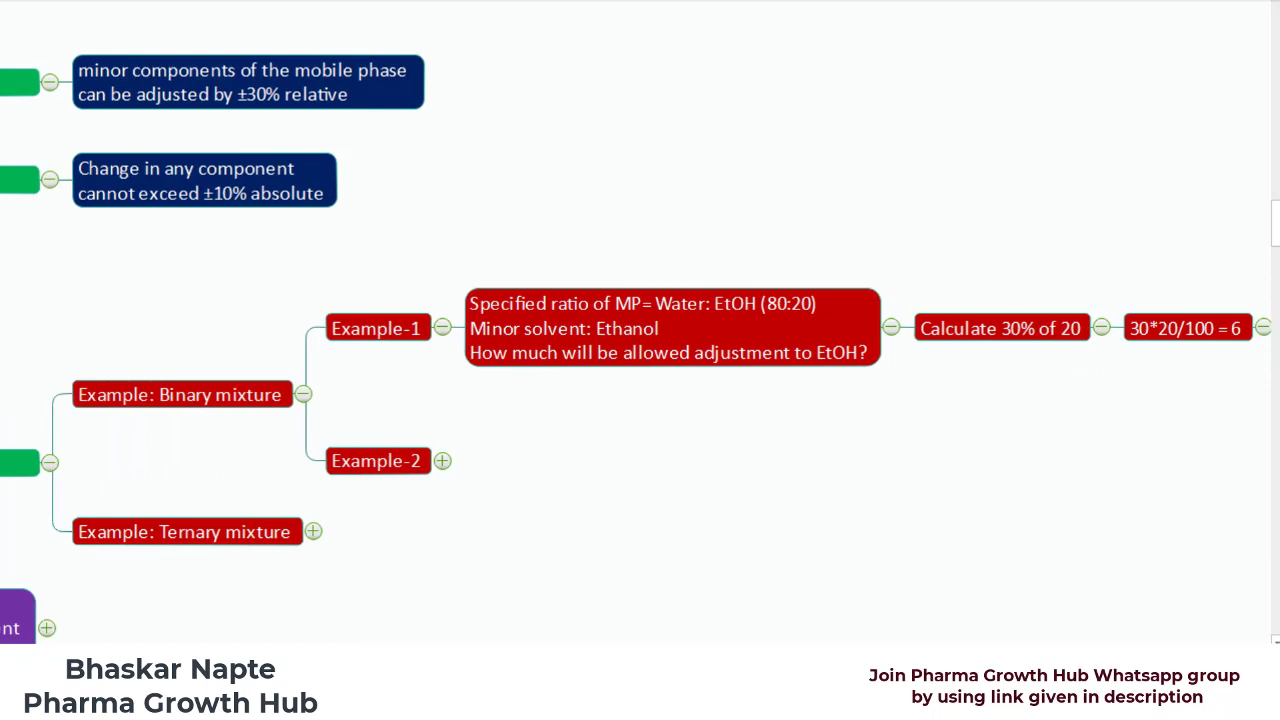 minor components of the mobile phase
can be adjusted by ±30% relative
Change in any component
cannot exceed ±10% absolute
Specified ratio of MP= Water: EtOH (80:20)
Example-1
Minor solvent: Ethanol
Calculate 30% of 20
30*20/100 = 6
How much will be allowed adjustment to EtOH?
Example: Binary mixture
Example-2
Example: Ternary mixture
nt
Bhaskar Napte
Pharma Growth Hub
Join Pharma Growth Hub Whatsapp group
by using link given in description